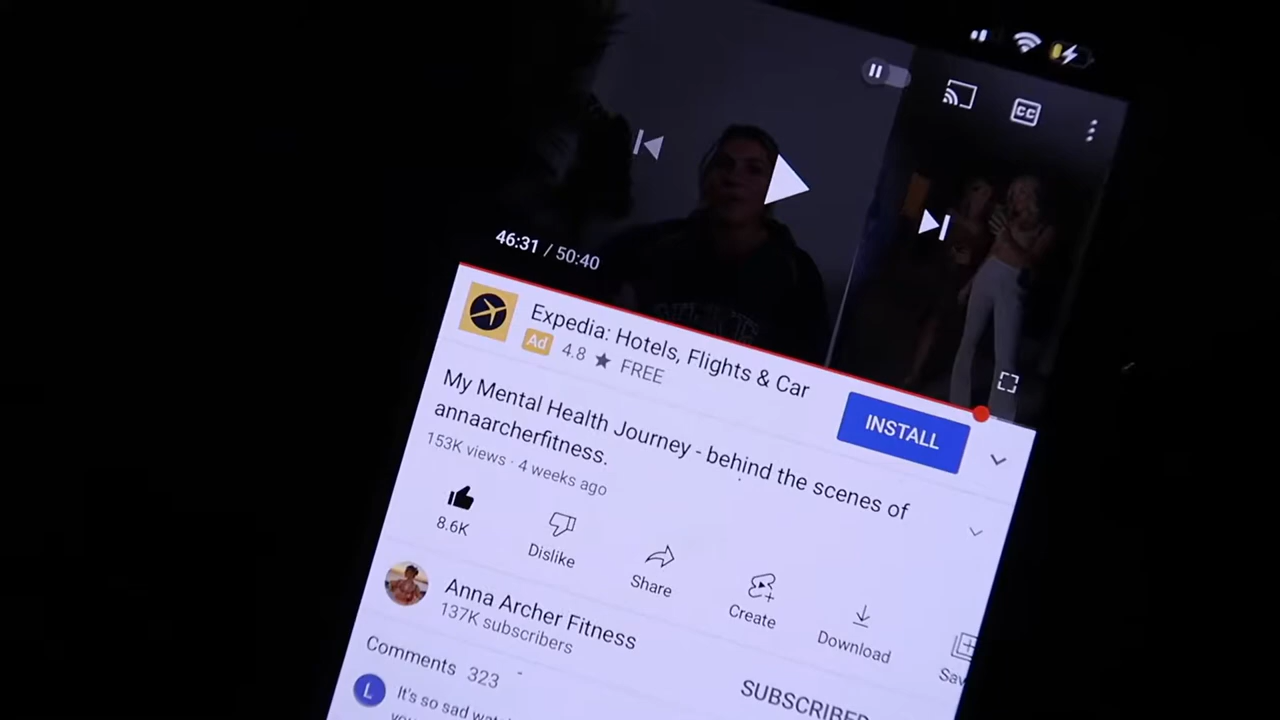 CC
46:31 / 50:40
Expedia: Hotels, Flights & Car
Ad 4.8 ★ FREE
INSTALL
My Mental Health Journey - behind the scenes of
annaarcherfitness.
153K views · 4 weeks ago
8.6K
Dislike
Share
Create
Download
Sav
Anna Archer Fitness
137K subscribers
SUBSCRIBED
Comments 323
L
It's so sad